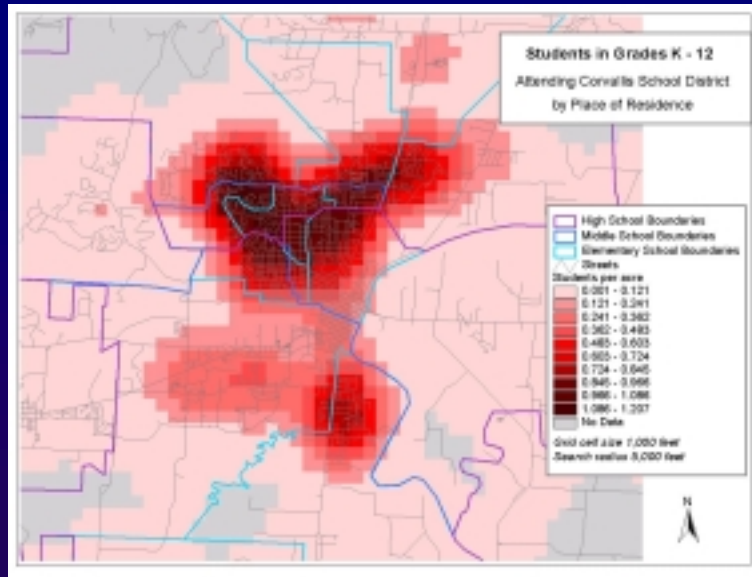 Students in Grades K - 12
Attending Corvallis School District
by Place of Residence
High School Boundaries
Middle School Boundaries
Elementary School Boundaries
Streets
Students per acre
0.001 - 0.121
0.121 - 0.241
0.241 - 0.362
0.362 - 0.483
0.483 - 0.603
0.603 - 0.724
0.724 - 0.845
0.845 - 0.966
0.966 - 1.086
1.086 - 1.207
No Data
Grid cell size 1,000 feet
Search radius 5,000 feet
N